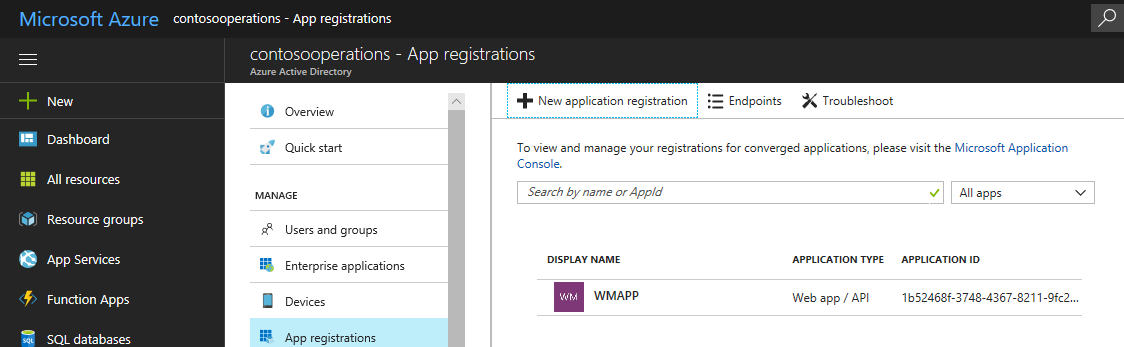 Microsoft Azure contosooperations - App registrations
contosooperations - App registrations
Azure Active Directory
New
Dashboard
All resources
Resource groups
App Services
Function Apps
SQL databases
Overview
Quick start
MANAGE
Users and groups
Enterprise applications
Devices
App registrations
New application registration Endpoints Troubleshoot
To view and manage your registrations for converged applications, please visit the Microsoft Application
Console.
Search by name or AppId All apps
DISPLAY NAME APPLICATION TYPE APPLICATION ID
WM WMAPP Web app / API 1b52468f-3748-4367-8211-9fc2...